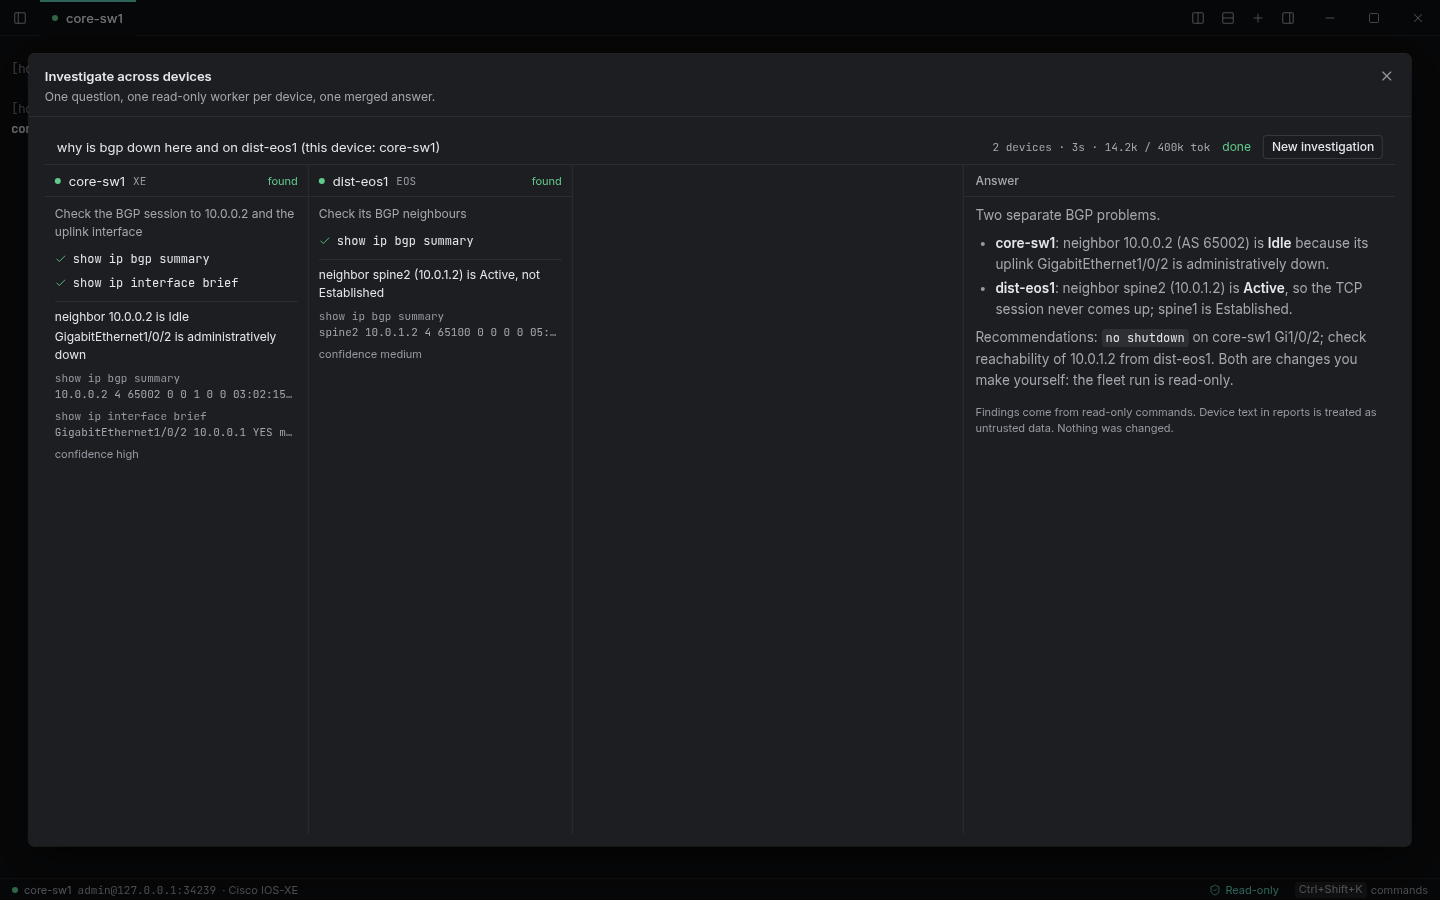 core-sw1
[ho
[ho
cor
Investigate across devices
One question, one read-only worker per device, one merged answer.
why is bgp down here and on dist-eos1 (this device: core-sw1)
2 devices · 3s · 14.2k / 400k tok done New investigation
core-sw1 XE found
Check the BGP session to 10.0.0.2 and the
uplink interface
show ip bgp summary
show ip interface brief
neighbor 10.0.0.2 is Idle
GigabitEthernet1/0/2 is administratively
down
show ip bgp summary
10.0.0.2 4 65002 0 0 1 0 0 03:02:15…
show ip interface brief
GigabitEthernet1/0/2 10.0.0.1 YES m…
confidence high
dist-eos1 EOS found
Check its BGP neighbours
show ip bgp summary
neighbor spine2 (10.0.1.2) is Active, not
Established
show ip bgp summary
spine2 10.0.1.2 4 65100 0 0 0 0 05:…
confidence medium
Answer
Two separate BGP problems.
• core-sw1: neighbor 10.0.0.2 (AS 65002) is Idle because its
uplink GigabitEthernet1/0/2 is administratively down.
• dist-eos1: neighbor spine2 (10.0.1.2) is Active, so the TCP
session never comes up; spine1 is Established.
Recommendations: no shutdown on core-sw1 Gi1/0/2; check
reachability of 10.0.1.2 from dist-eos1. Both are changes you
make yourself: the fleet run is read-only.
Findings come from read-only commands. Device text in reports is treated as
untrusted data. Nothing was changed.
core-sw1 admin@127.0.0.1:34239 · Cisco IOS-XE
Read-only Ctrl+Shift+K commands